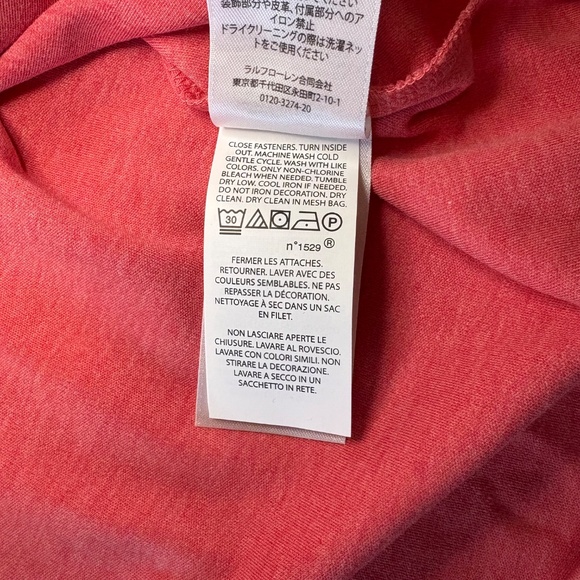 装飾部分や皮革、付属部分へのア
イロン禁止
ドライクリーニングの際は洗濯ネッ
トをご使用ください
ラルフローレン合同会社
東京都千代田区永田町2-10-1
0120-3274-20
CLOSE FASTENERS. TURN INSIDE
OUT. MACHINE WASH COLD
GENTLE CYCLE. WASH WITH LIKE
COLORS. ONLY NON-CHLORINE
BLEACH WHEN NEEDED. TUMBLE
DRY LOW, COOL IRON IF NEEDED.
DO NOT IRON DECORATION. DRY
CLEAN. DRY CLEAN IN MESH BAG.
30 P
n°1529 ®
FERMER LES ATTACHES.
RETOURNER. LAVER AVEC DES
COULEURS SEMBLABLES. NE PAS
REPASSER LA DÉCORATION.
NETTOYAGE À SEC DANS UN SAC
EN FILET.
NON LASCIARE APERTE LE
CHIUSURE. LAVARE AL ROVESCIO.
LAVARE CON COLORI SIMILI. NON
STIRARE LA DECORAZIONE.
LAVARE A SECCO IN UN
SACCHETTO IN RETE.